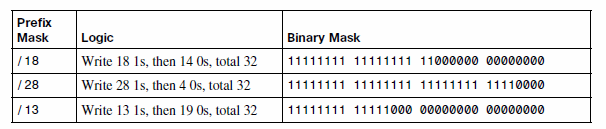 Prefix
Mask Logic Binary Mask
/ 18 Write 18 1s, then 14 0s, total 32 11111111 11111111 11000000 00000000
/ 28 Write 28 1s, then 4 0s, total 32 11111111 11111111 11111111 11110000
/ 13 Write 13 1s, then 19 0s, total 32 11111111 11111000 00000000 00000000